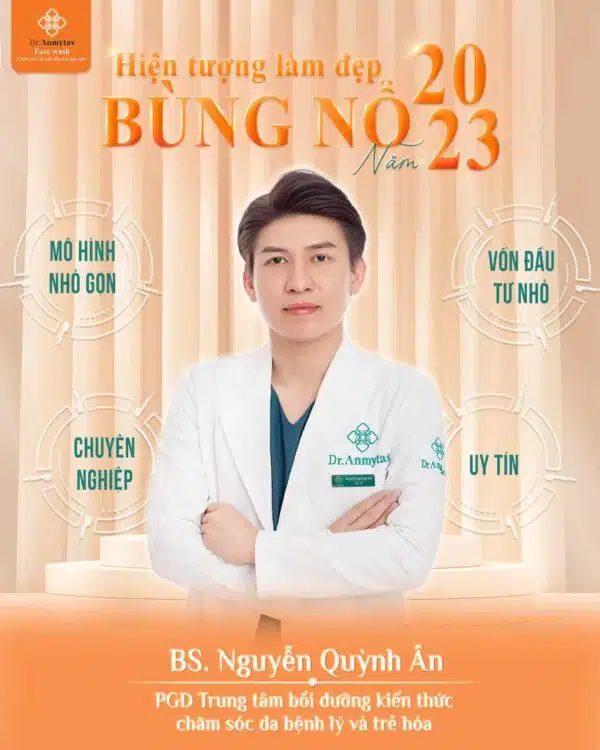 Dr.Anmytas
Face wash
Hiện tượng làm đẹp
BÙNG NỔ
Năm
20
23
MÔ HÌNH
NHỎ GỌN
VỐN ĐẦU
TƯ NHỎ
CHUYÊN
NGHIỆP
UY TÍN
Dr.Anmytas
Dr.An
BS. Nguyễn Quỳnh Ân
PGD Trung tâm bồi dưỡng kiến thức
chăm sóc da bệnh lý và trẻ hóa